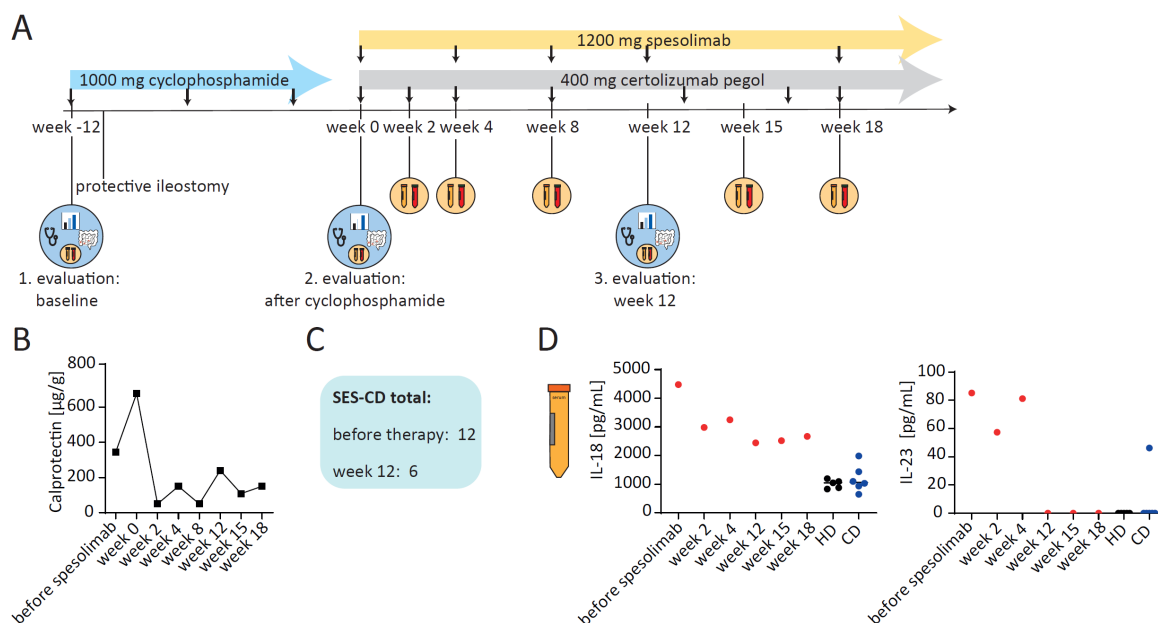 A
1200 mg spesolimab
1000 mg cyclophosphamide
400 mg certolizumab pegol
week -12
week 0
week 2
week 4
week 8
week 12
week 15
week 18
protective ileostomy
1. evaluation:
baseline
2. evaluation:
after cyclophosphamide
3. evaluation:
week 12
B
Calprotectin [µg/g]
800
600
400
200
0
before spesolimab
week 0
week 2
week 4
week 8
week 12
week 15
week 18
C
SES-CD total:
before therapy: 12
week 12: 6
D
serum
IL-18 [pg/mL]
5000
4000
3000
2000
1000
0
before spesolimab
week 2
week 4
week 12
week 15
week 18
HD
CD
IL-23 [pg/mL]
100
80
60
40
20
0
before spesolimab
week 2
week 4
week 12
week 15
week 18
HD
CD